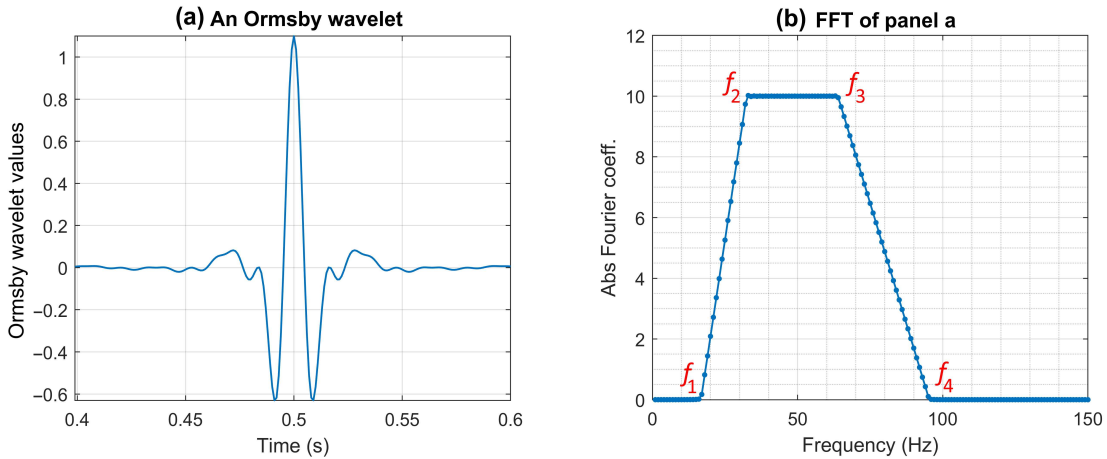 (a) An Ormsby wavelet
Ormsby wavelet values
1
0.8
0.6
0.4
0.2
0
−0.2
−0.4
−0.6
0.4
0.45
0.5
0.55
0.6
Time (s)
(b) FFT of panel a
Abs Fourier coeff.
12
10
8
6
4
2
0
f2
f3
f1
f4
0
50
100
150
Frequency (Hz)